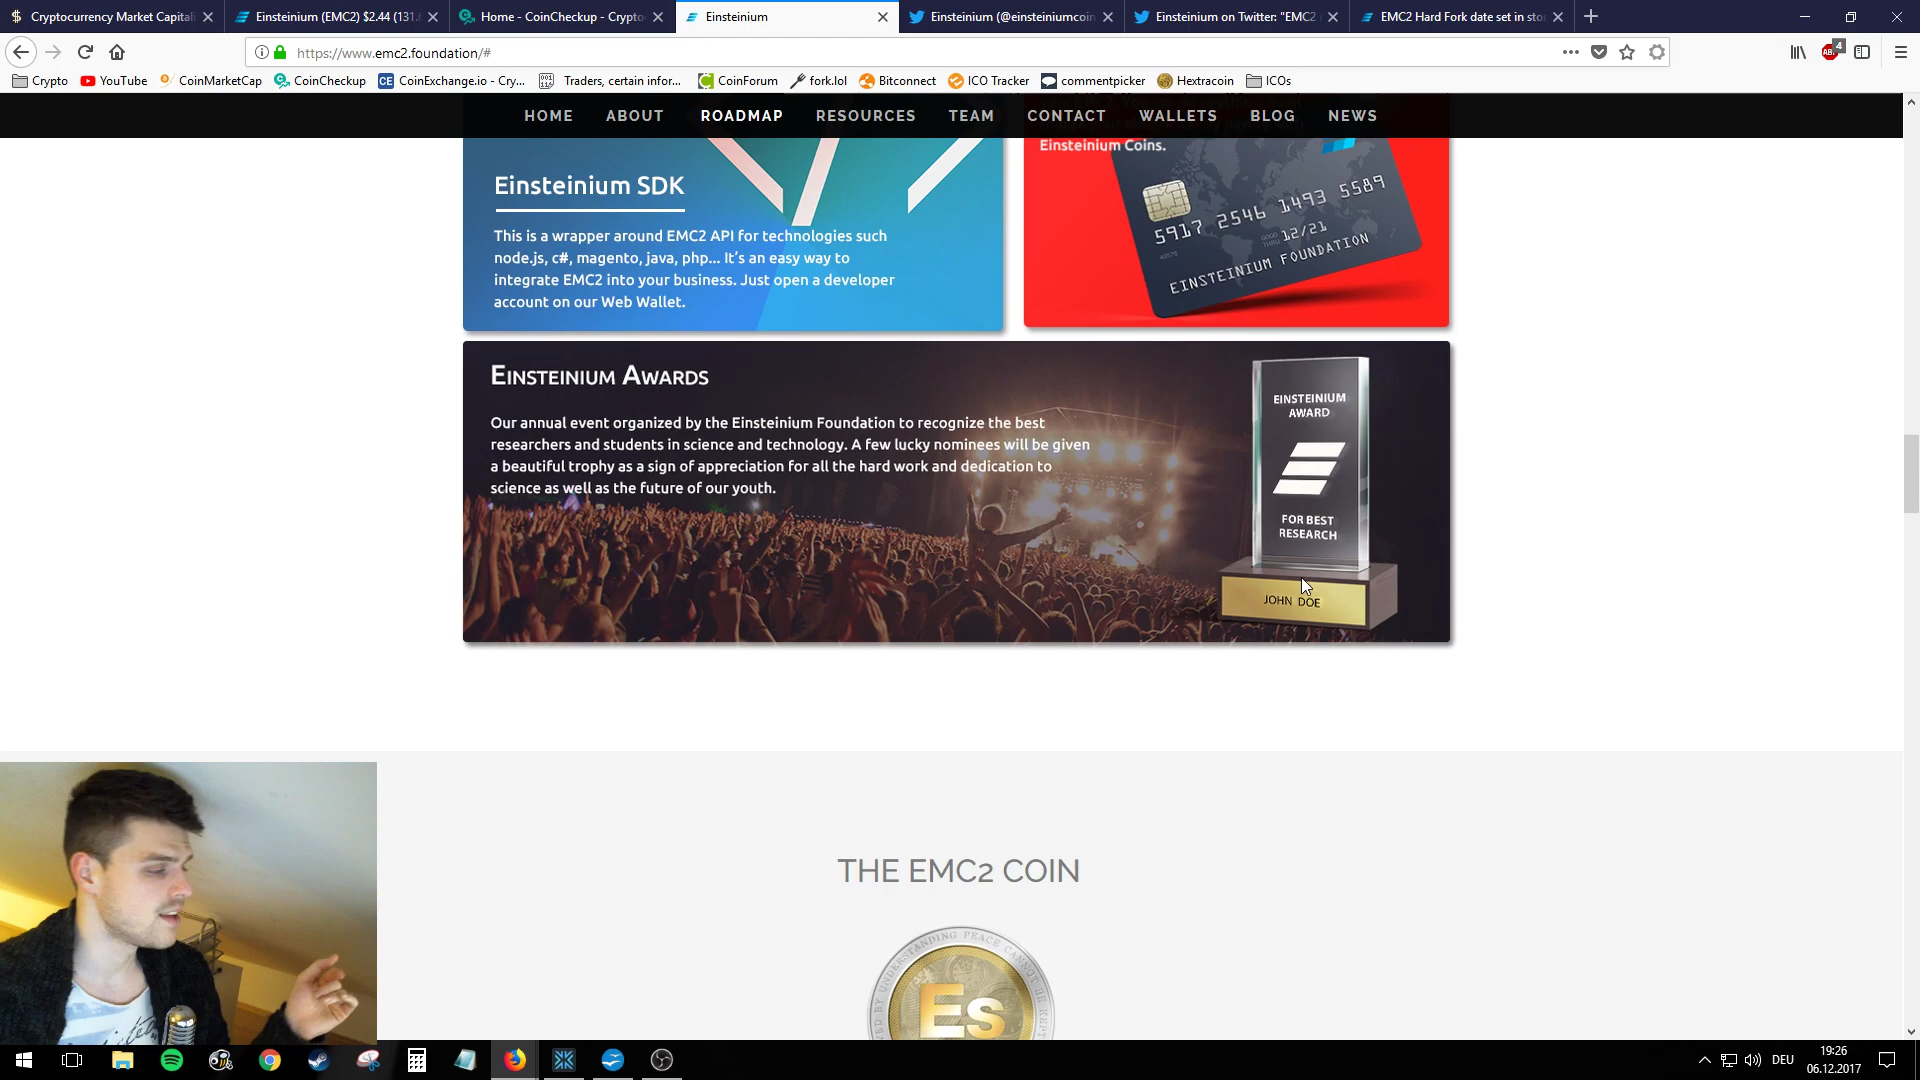 Cryptocurrency Market Capitali
Einsteinium (EMC2) $2.44 (131.
Home - CoinCheckup - Crypto
Einsteinium
Einsteinium (@einsteiniumcoin
Einsteinium on Twitter: "EMC2
EMC2 Hard Fork date set in sto
https://www.emc2.foundation/#
4
Crypto
YouTube
CoinMarketCap
CoinCheckup
CoinExchange.io - Cry...
Traders, certain infor...
CoinForum
fork.lol
Bitconnect
ICO Tracker
commentpicker
Hextracoin
ICOs
HOME
ABOUT
ROADMAP
RESOURCES
TEAM
CONTACT
WALLETS
BLOG
NEWS
Einsteinium SDK
This is a wrapper around EMC2 API for technologies such
node.js, c#, magento, java, php... It's an easy way to
integrate EMC2 into your business. Just open a developer
account on our Web Wallet.
Einsteinium Coins.
5917 2546 1493 5589
12/21
EINSTEINIUM FOUNDATION
EINSTEINIUM AWARDS
Our annual event organized by the Einsteinium Foundation to recognize the best
researchers and students in science and technology. A few lucky nominees will be given
a beautiful trophy as a sign of appreciation for all the hard work and dedication to
science as well as the future of our youth.
EINSTEINIUM
AWARD
FOR BEST
RESEARCH
JOHN DOE
THE EMC2 COIN
UNDERSTANDING PEACE CANNOT BE KEPT
Es
DEU
19:26
06.12.2017